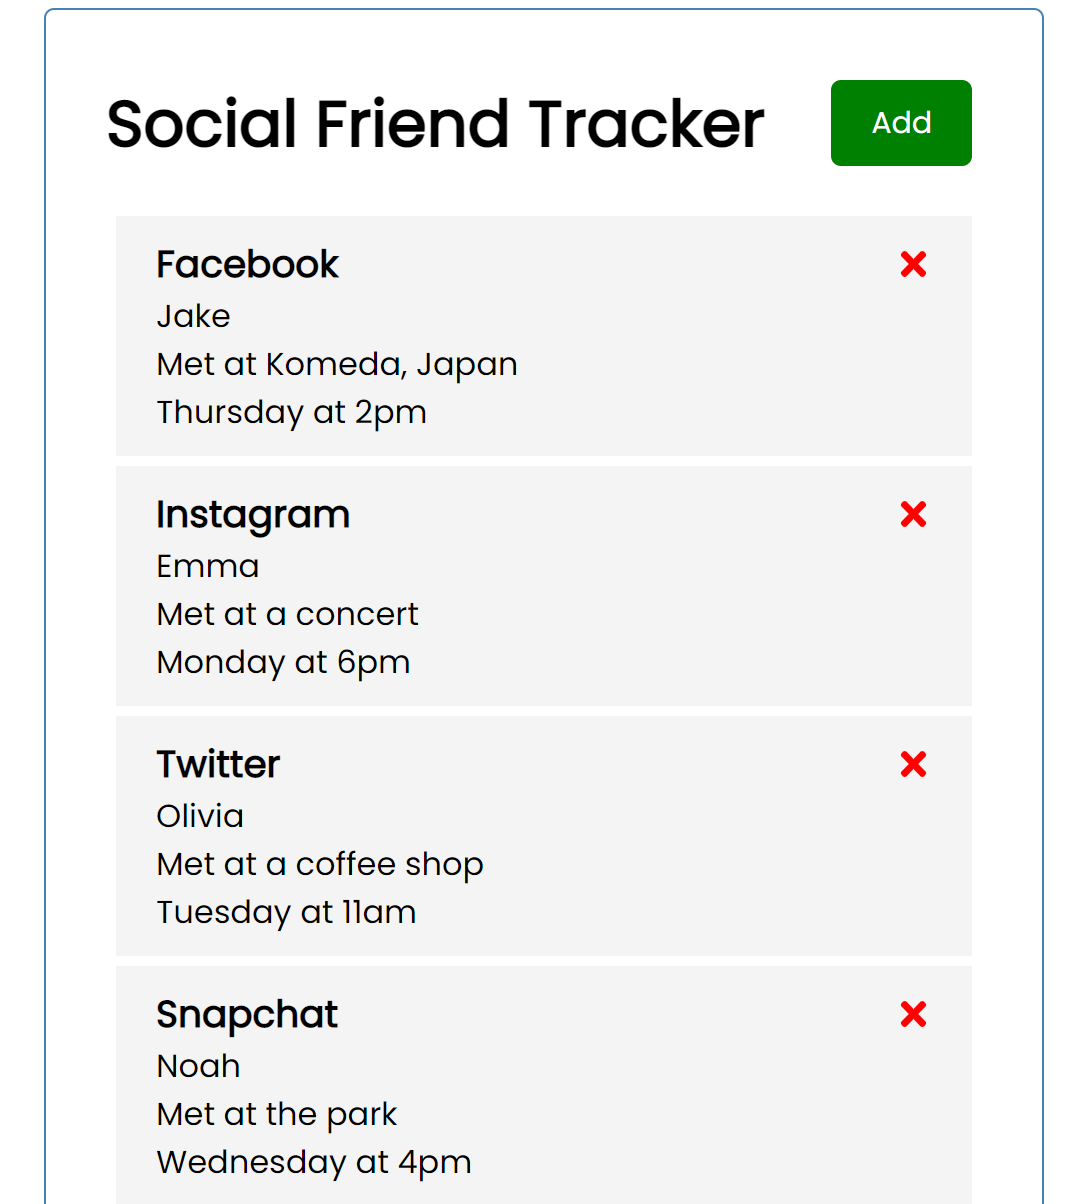 Social Friend Tracker
Add
Facebook
Jake
Met at Komeda, Japan
Thursday at 2pm
Instagram
Emma
Met at a concert
Monday at 6pm
Twitter
Olivia
Met at a coffee shop
Tuesday at 11am
Snapchat
Noah
Met at the park
Wednesday at 4pm